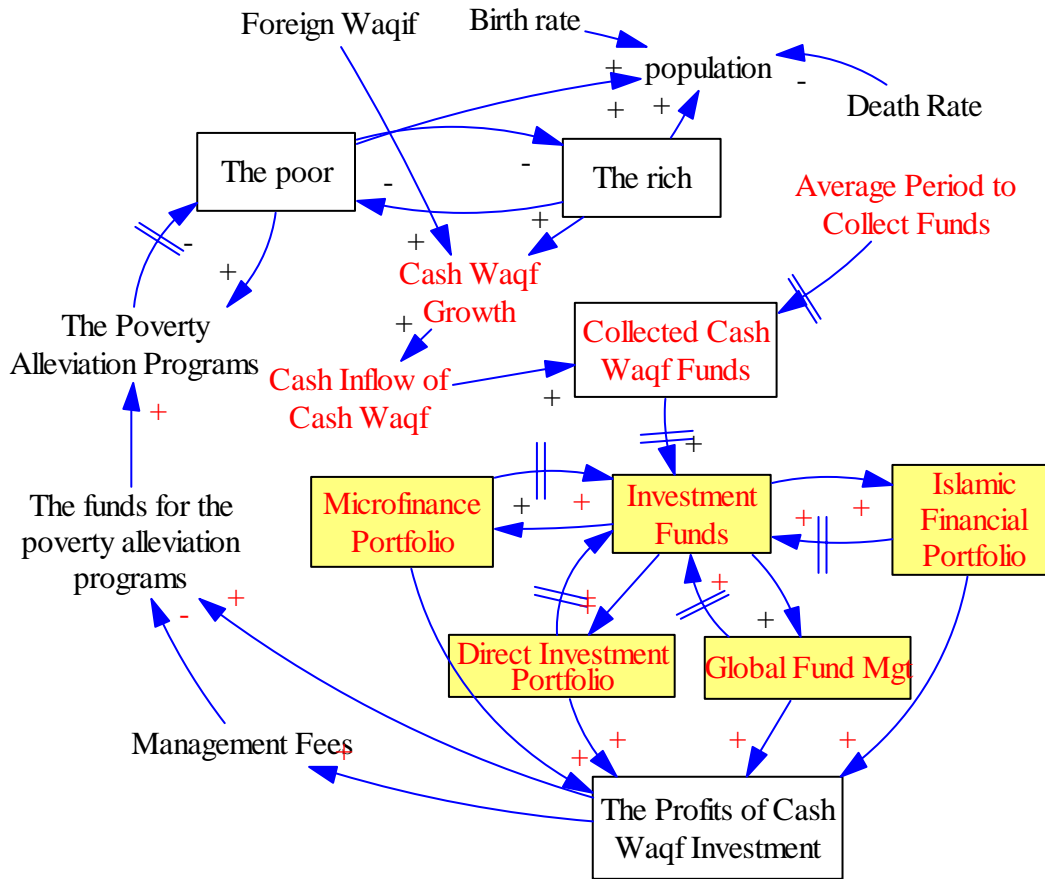 Foreign Waqif
Birth rate
+
population
-
Death Rate
+
+
The poor
-
The rich
-
Average Period to
Collect Funds
-
+
+
+
Cash Waqf
Growth
The Poverty
Alleviation Programs
+
Collected Cash
Waqf Funds
Cash Inflow of
Cash Waqf
+
+
+
Microfinance
Portfolio
+
+
Investment
Funds
+
+
Islamic
Financial
Portfolio
The funds for the
poverty alleviation
programs
+
+
+
+
-
+
Direct Investment
Portfolio
Global Fund Mgt
Management Fees
+
+
+
+
+
The Profits of Cash
Waqf Investment